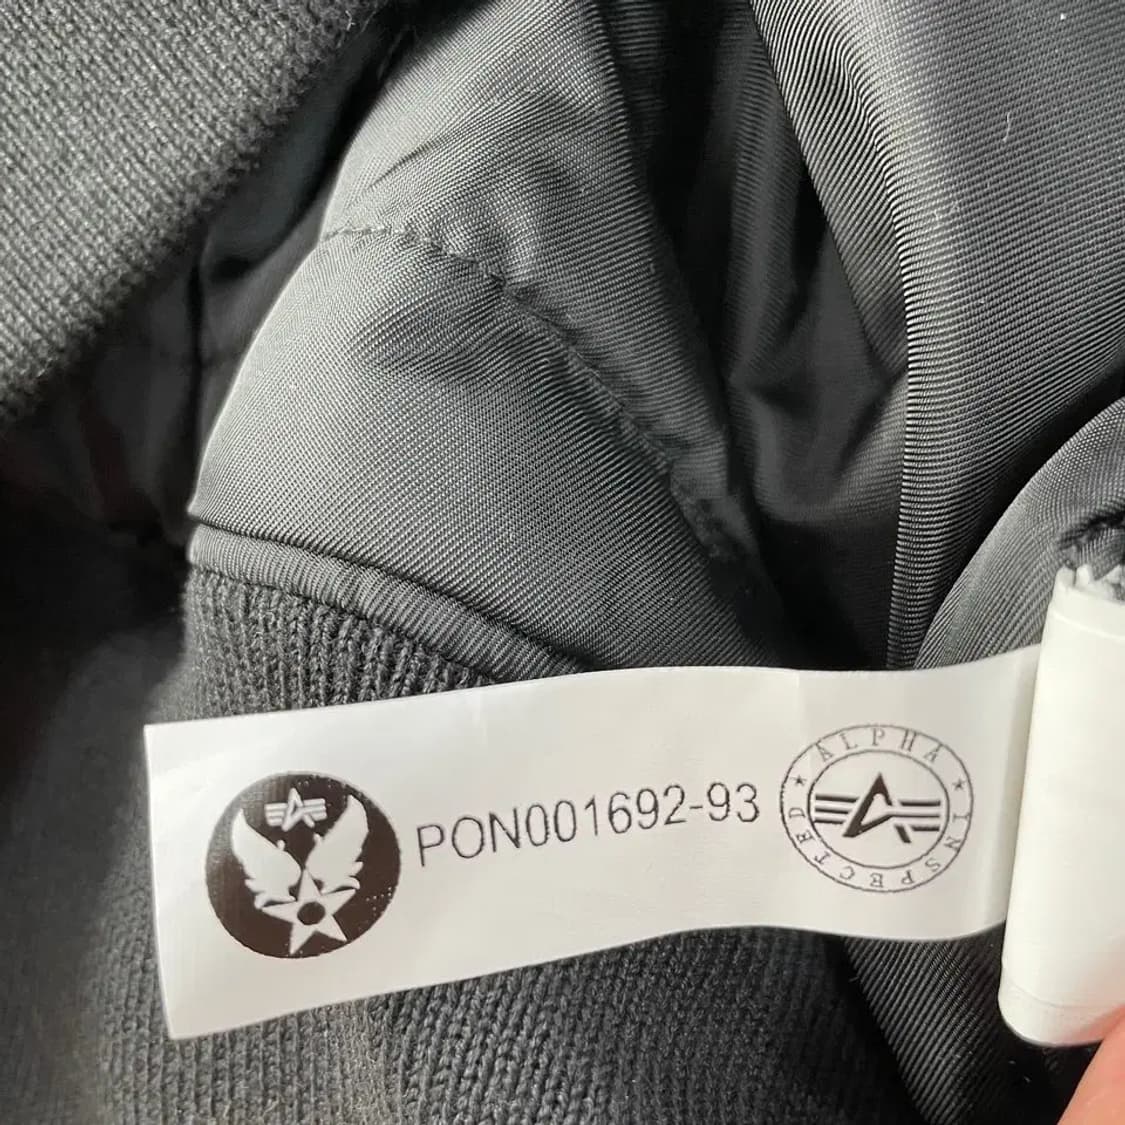 PON001692-93
ALPHA
INSPECTED